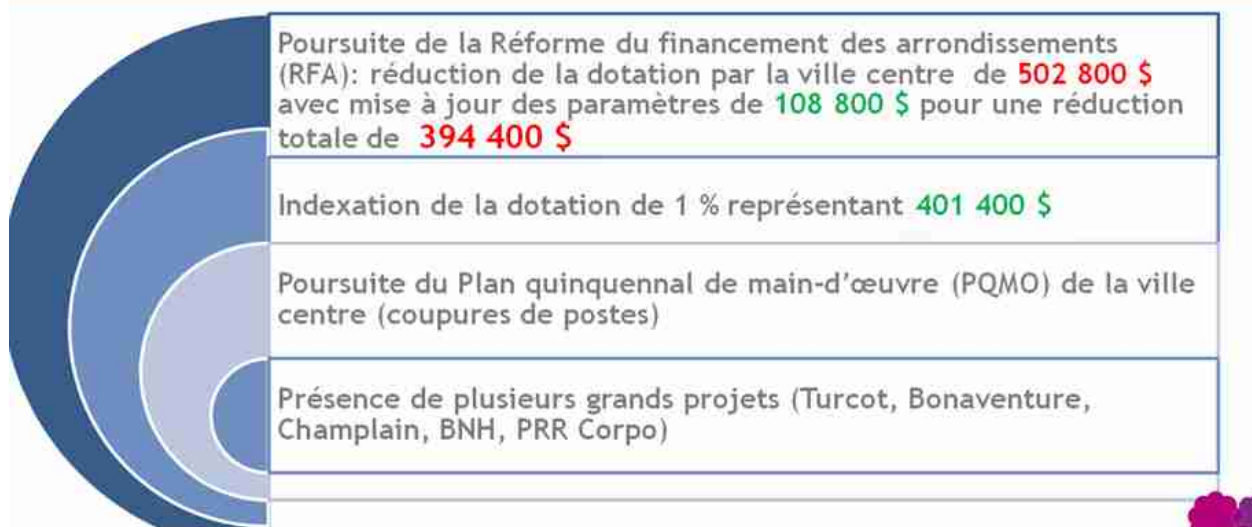 Poursuite de la Réforme du financement des arrondissements
(RFA): réduction de la dotation par la ville centre de 502 800 $
avec mise à jour des paramètres de 108 800 $ pour une réduction
totale de 394 400 $
Indexation de la dotation de 1 % représentant 401 400 $
Poursuite du Plan quinquennal de main-d'œuvre (PQMO) de la ville
centre (coupures de postes)
Présence de plusieurs grands projets (Turcot, Bonaventure,
Champlain, BNH, PRR Corpo)